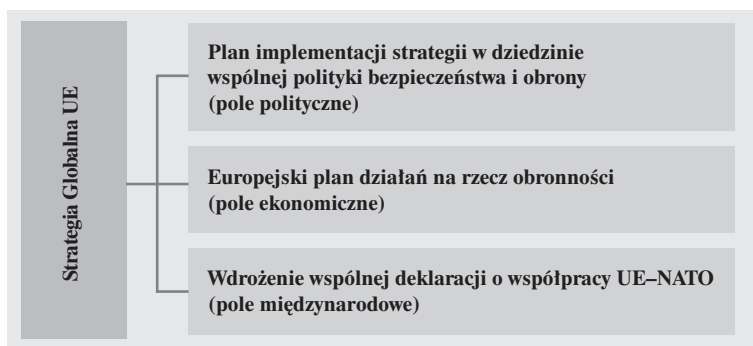 Strategia Globalna UE
Plan implementacji strategii w dziedzinie
wspólnej polityki bezpieczeństwa i obrony
(pole polityczne)
Europejski plan działań na rzecz obronności
(pole ekonomiczne)
Wdrożenie wspólnej deklaracji o współpracy UE–NATO
(pole międzynarodowe)